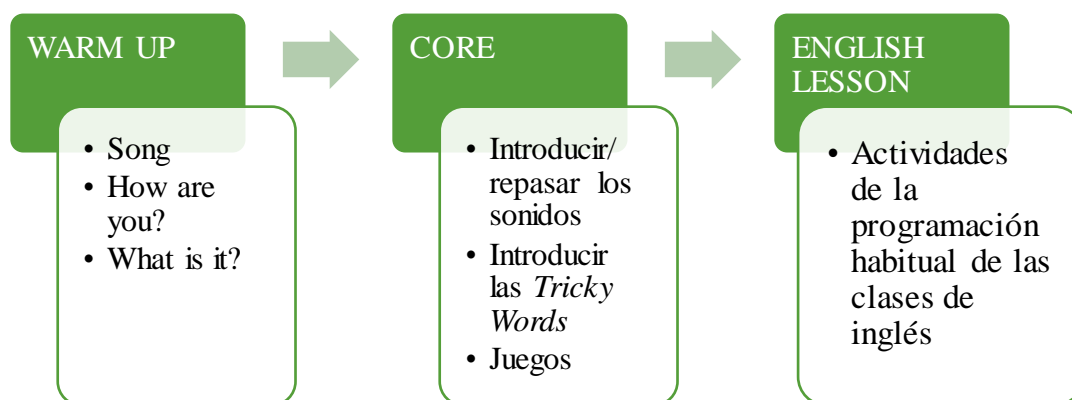 WARM UP
• Song
• How are
you?
• What is it?
CORE
• Introducir/
repasar los
sonidos
• Introducir
las Tricky
Words
• Juegos
ENGLISH
LESSON
• Actividades
de la
programación
habitual de las
clases de
inglés